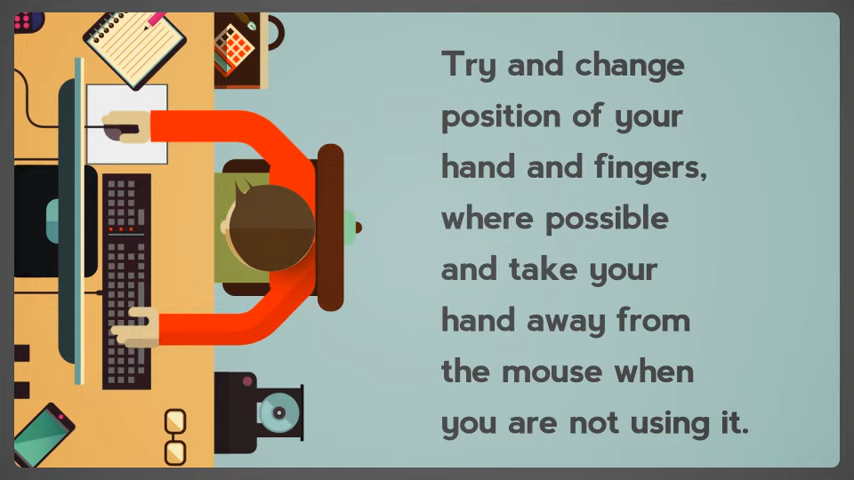 Try and change
position of your
hand and fingers,
where possible
and take your
hand away from
the mouse when
you are not using it.